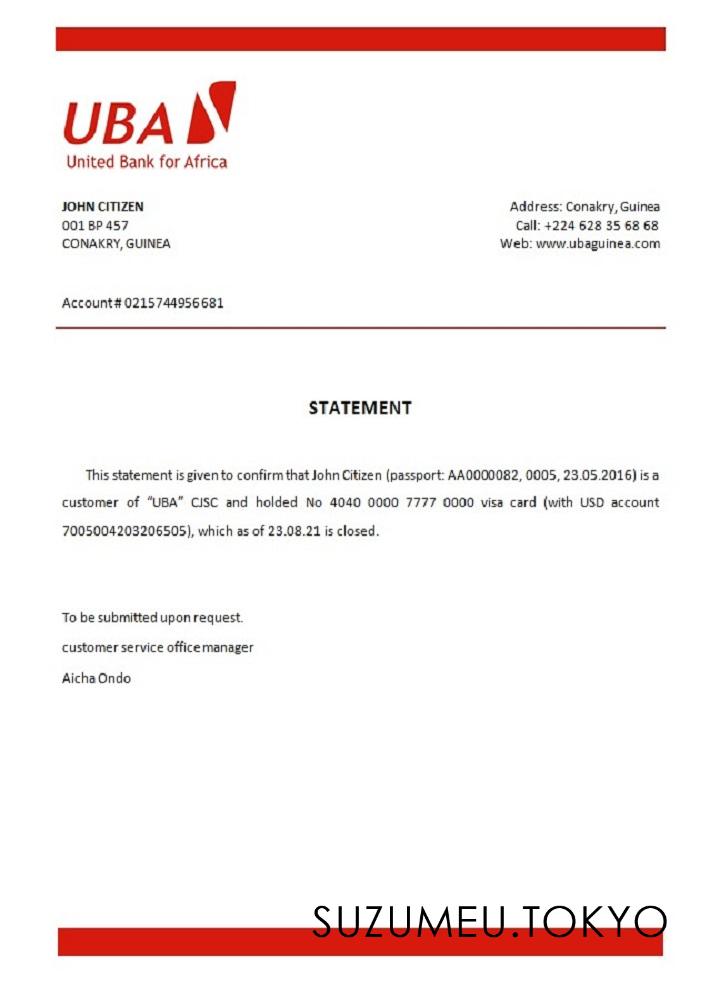 UBA
United Bank for Africa
JOHN CITIZEN
001 BP 457
CONAKRY, GUINEA
Address: Conakry, Guinea
Call: +224 628 35 68 68
Web: www.ubaguinea.com
Account# 0215744956681
STATEMENT
This statement is given to confirm that John Citizen (passport: AA0000082, 0005, 23.05.2016) is a
customer of “UBA” CJSC and holded No 4040 0000 7777 0000 visa card (with USD account
7005004203206505), which as of 23.08.21 is closed.
To be submitted upon request.
customer service office manager
Aicha Ondo
SUZUMEU.TOKYO